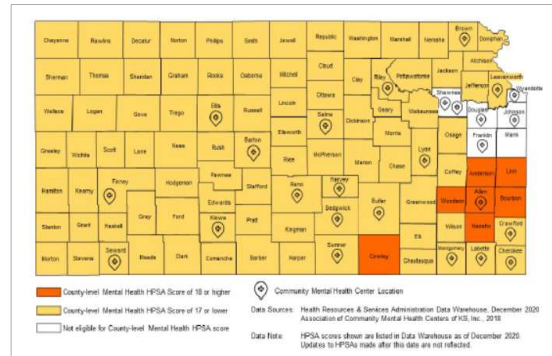 Cheyenne Rawlins Decatur Norton Phillips Smith Jewell Republic Washington Marshall Nemaha Brown Doniphan
Cloud Atchison
Sherman Thomas Sheridan Graham Rooks Osborne Mitchell Clay Riley Pottawatomie Jackson Jefferson Leavenworth
Ottawa Shawnee Wyandotte
Wallace Logan Gove Trego Ellis Russell Lincoln Saline Dickinson Geary Wabaunsee Douglas Johnson
Ellsworth Morris Osage Franklin Miami
Greeley Wichita Scott Lane Ness Rush Barton Rice McPherson Marion Chase Lyon Coffey Anderson Linn
Pawnee
Hamilton Kearny Finney Hodgeman Stafford Reno Harvey Butler Greenwood Woodson Allen Bourbon
Edwards Sedgwick
Stanton Grant Haskell Gray Ford Kiowa Pratt Kingman Wilson Neosho Crawford
Elk
Morton Stevens Seward Meade Clark Comanche Barber Harper Sumner Cowley Chautauqua Montgomery Labette Cherokee
County-level Mental Health HPSA Score of 18 or higher
County-level Mental Health HPSA Score of 17 or lower
Not eligible for County-level Mental Health HPSA score
Community Mental Health Center Location
Data Sources: Health Resources & Services Administration Data Warehouse, December 2020
Association of Community Mental Health Centers of KS, Inc., 2018
Data Note: HPSA scores shown are listed in Data Warehouse as of December 2020.
Updates to HPSAs made after this date are not reflected.